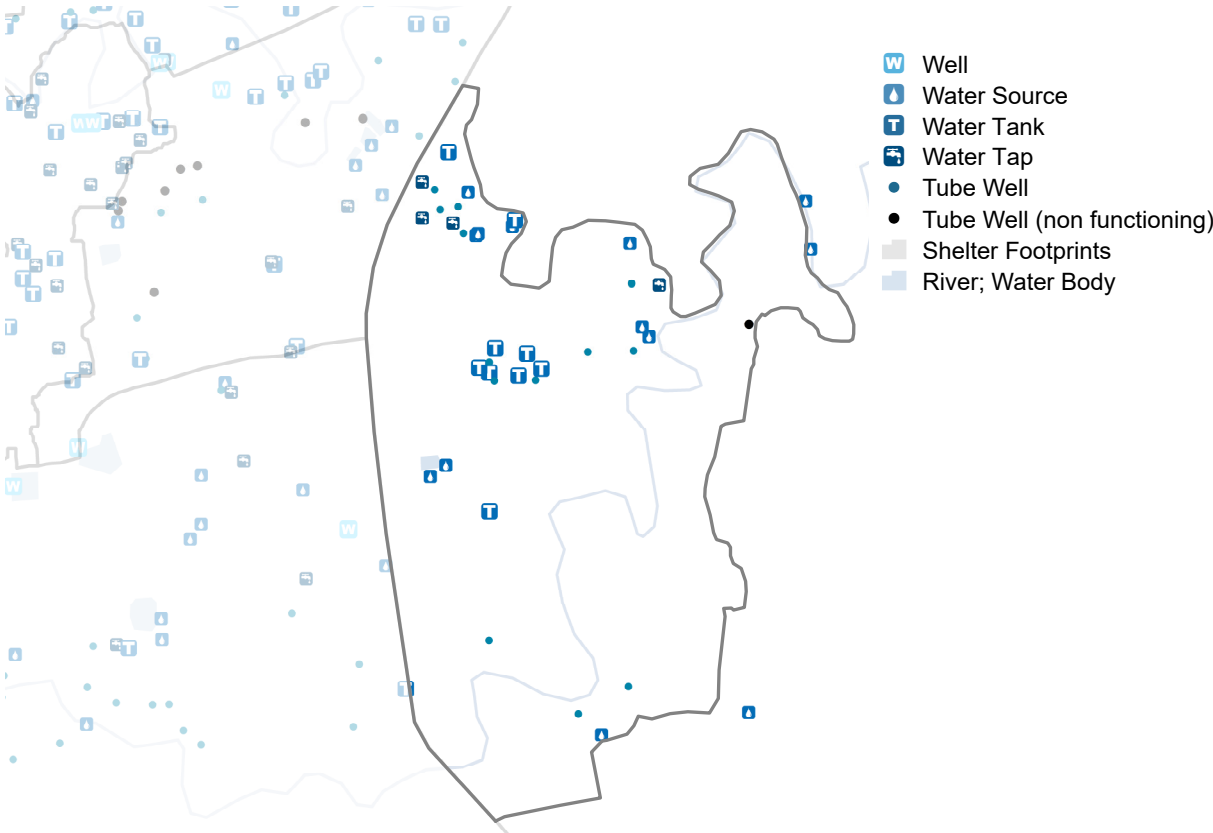 Well
Water Source
Water Tank
Water Tap
Tube Well
Tube Well (non functioning)
Shelter Footprints
River; Water Body